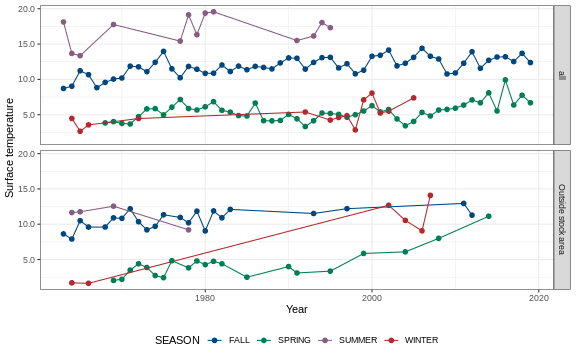 20.0
15.0
10.0
5.0
all
20.0
15.0
10.0
5.0
Outside stock area
Surface temperature
1980 2000 2020
Year
SEASON FALL SPRING SUMMER WINTER